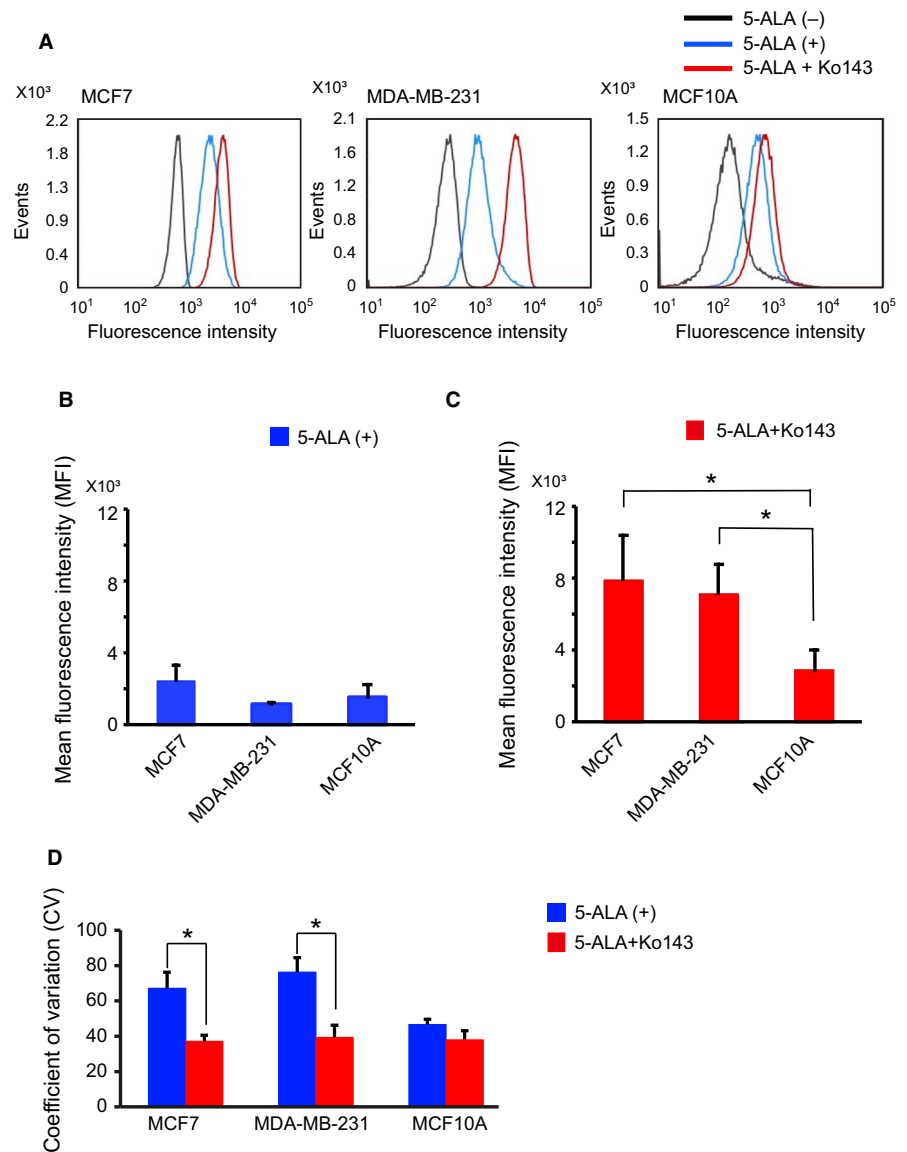 A
5-ALA (–)
5-ALA (+)
5-ALA + Ko143
X10³
MCF7
2.2
1.8
1.3
0.9
0.4
0
Events
10¹ 10² 10³ 10⁴ 10⁵
Fluorescence intensity
X10³
MDA-MB-231
2.1
1.6
1.2
0.8
0.4
0
Events
10¹ 10² 10³ 10⁴ 10⁵
Fluorescence intensity
X10³
MCF10A
1.5
1.2
0.9
0.6
0.3
0
Events
10¹ 10² 10³ 10⁴ 10⁵
Fluorescence intensity
B
5-ALA (+)
X10³
Mean fluorescence intensity (MFI)
12
8
4
0
MCF7
MDA-MB-231
MCF10A
C
5-ALA+Ko143
X10³
Mean fluorescence intensity (MFI)
12
8
4
0
*
*
MCF7
MDA-MB-231
MCF10A
D
5-ALA (+)
5-ALA+Ko143
Coefficient of variation (CV)
100
80
60
40
20
0
*
*
MCF7
MDA-MB-231
MCF10A